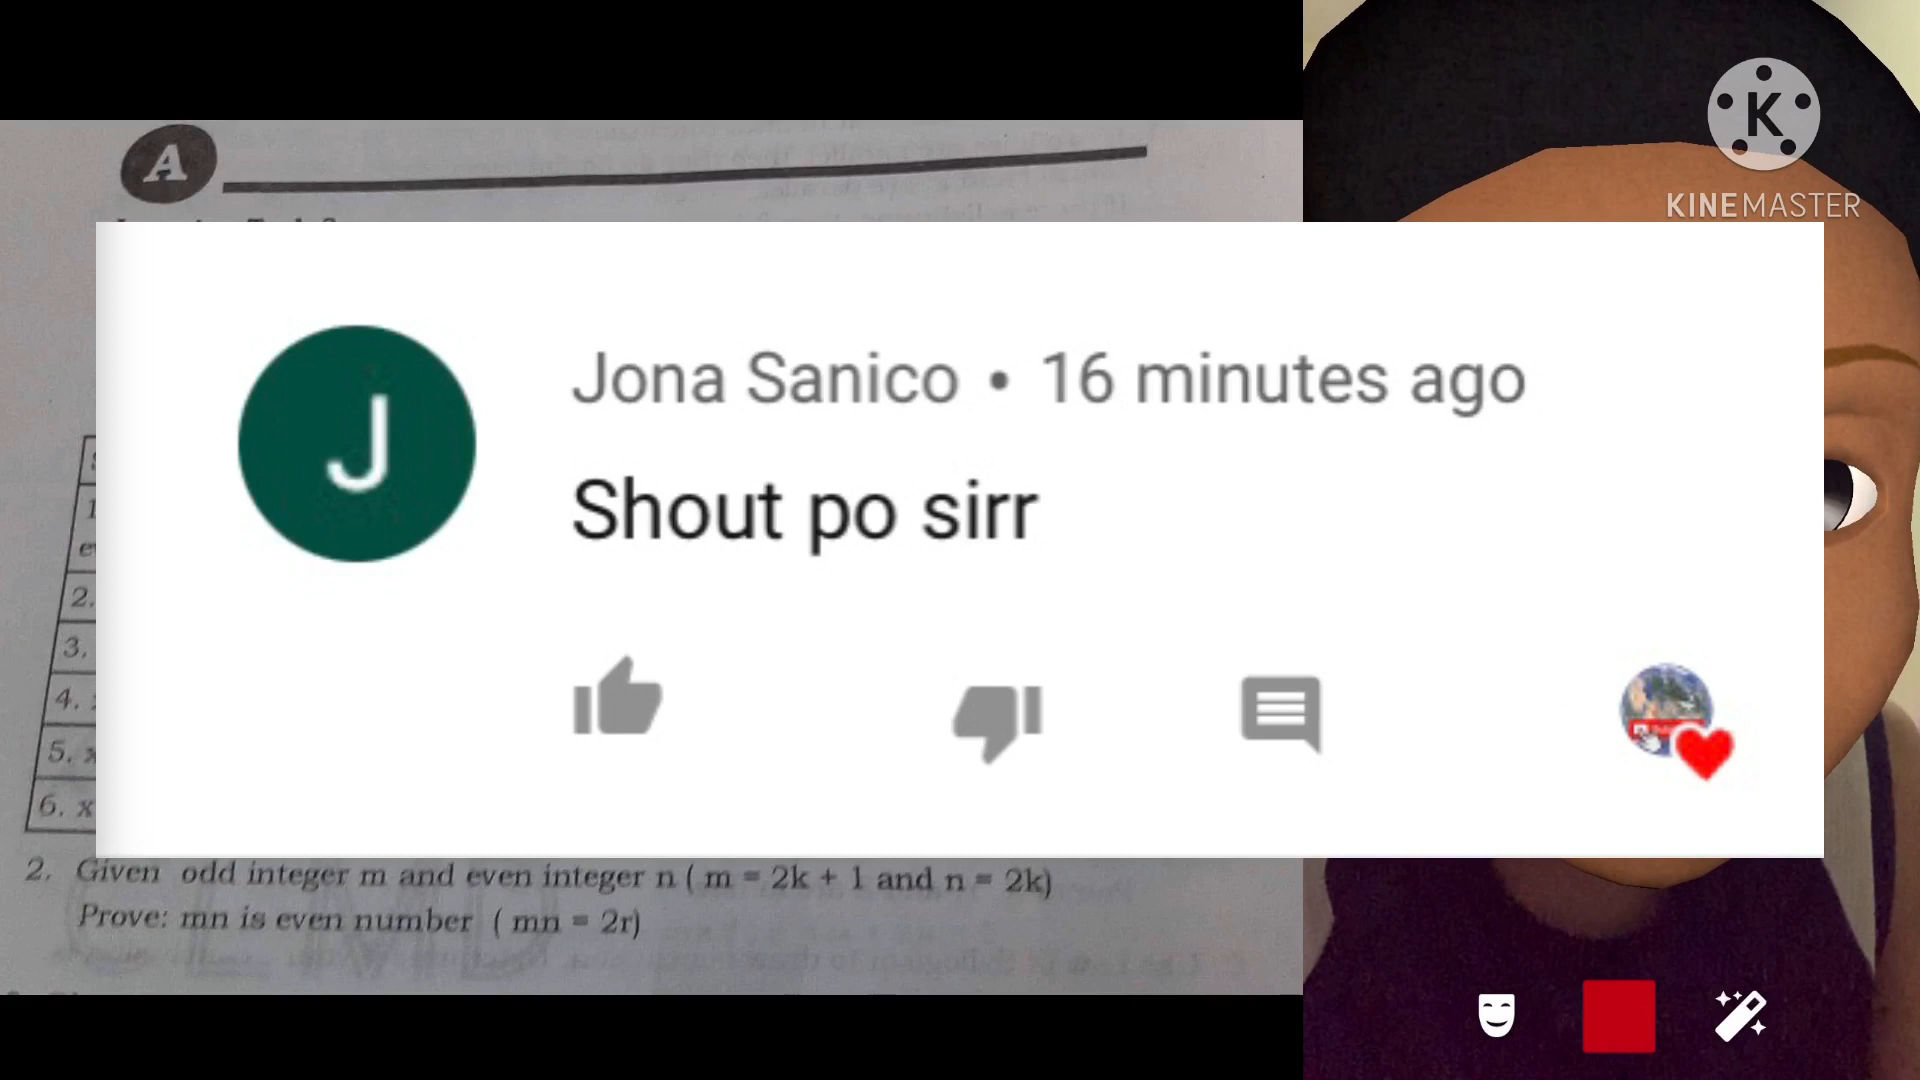 A
K
KINEMASTER
J
Jona Sanico • 16 minutes ago
Shout po sirr
1
2.
3.
4.
5. x
6. x
2. Given odd integer m and even integer n ( m = 2k + 1 and n = 2k)
Prove: mn is even number ( mn = 2r)